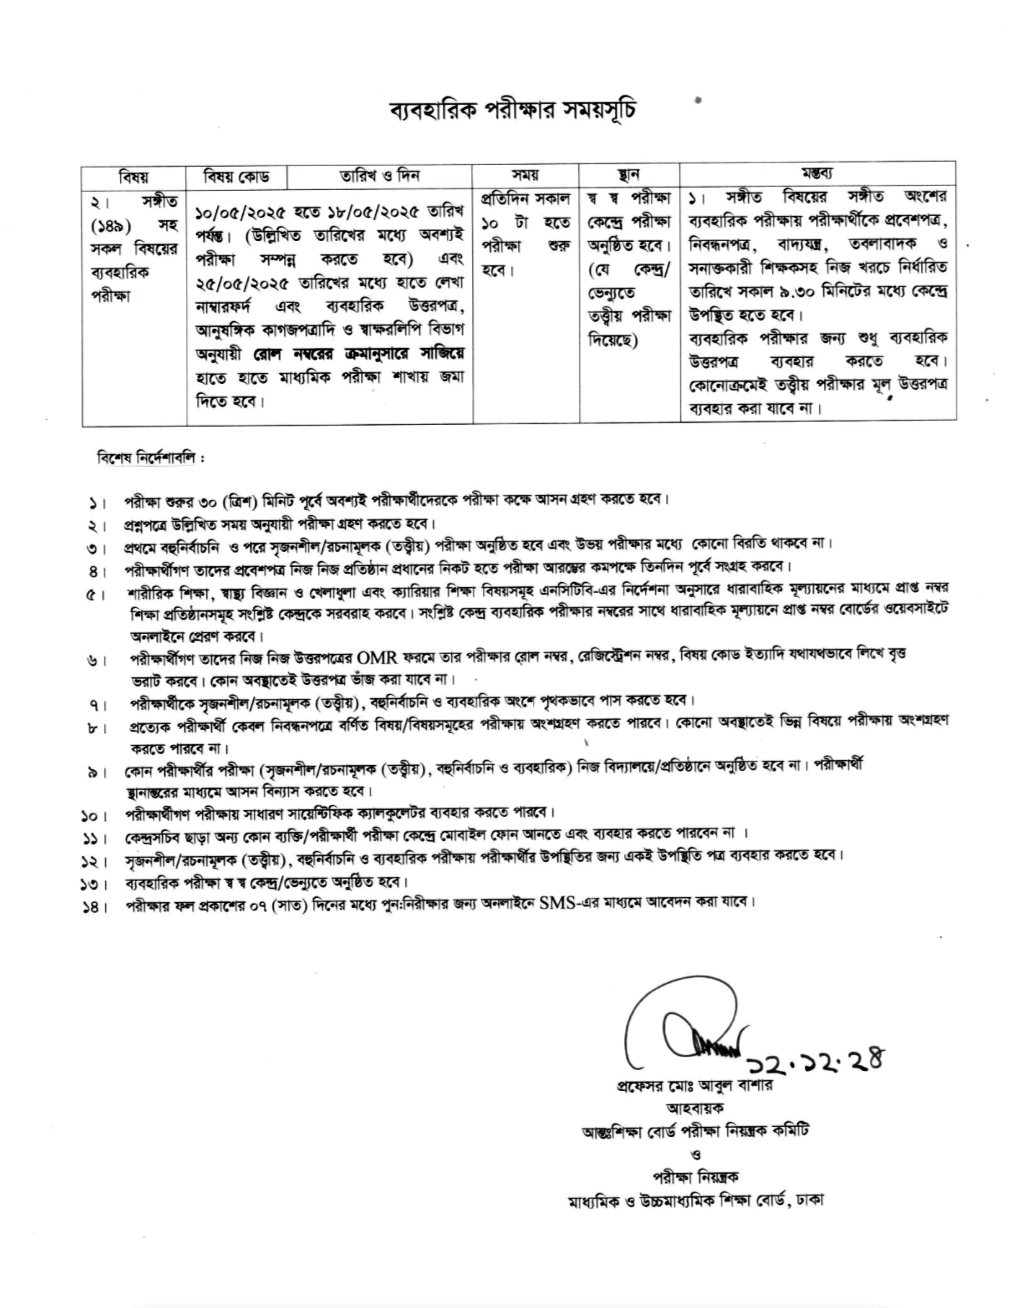 ব্যবহারিক পরীক্ষার সময়সূচি
বিষয় বিষয় কোড তারিখ ও দিন সময় স্থান মন্তব্য
২। সঙ্গীত
(১৪৯) সহ
সকল বিষয়ের
ব্যবহারিক
পরীক্ষা
১০/০৫/২০২৫ হতে ১৮/০৫/২০২৫ তারিখ
পর্যন্ত। (উল্লিখিত তারিখের মধ্যে অবশ্যই
পরীক্ষা সম্পন্ন করতে হবে) এবং
২৫/০৫/২০২৫ তারিখের মধ্যে হাতে লেখা
নাম্বারফর্দ এবং ব্যবহারিক উত্তরপত্র,
আনুষঙ্গিক কাগজপত্রাদি ও স্বাক্ষরলিপি বিভাগ
অনুযায়ী রোল নম্বরের ক্রমানুসারে সাজিয়ে
হাতে হাতে মাধ্যমিক পরীক্ষা শাখায় জমা
দিতে হবে।
প্রতিদিন সকাল
১০ টা হতে
পরীক্ষা শুরু
হবে।
স্ব স্ব পরীক্ষা
কেন্দ্রে পরীক্ষা
অনুষ্ঠিত হবে।
(যে কেন্দ্র/
ভেন্যুতে
তত্ত্বীয় পরীক্ষা
দিয়েছে)
১। সঙ্গীত বিষয়ের সঙ্গীত অংশের
ব্যবহারিক পরীক্ষায় পরীক্ষার্থীকে প্রবেশপত্র,
নিবন্ধনপত্র, বাদ্যযন্ত্র, তবলাবাদক ও
সনাক্তকারী শিক্ষকসহ নিজ খরচে নির্ধারিত
তারিখে সকাল ৯.৩০ মিনিটের মধ্যে কেন্দ্রে
উপস্থিত হতে হবে।
ব্যবহারিক পরীক্ষার জন্য শুধু ব্যবহারিক
উত্তরপত্র ব্যবহার করতে হবে।
কোনোক্রমেই তত্ত্বীয় পরীক্ষার মূল উত্তরপত্র
ব্যবহার করা যাবে না।
বিশেষ নির্দেশাবলি :
১। পরীক্ষা শুরুর ৩০ (ত্রিশ) মিনিট পূর্বে অবশ্যই পরীক্ষার্থীদেরকে পরীক্ষা কক্ষে আসন গ্রহণ করতে হবে।
২। প্রশ্নপত্রে উল্লিখিত সময় অনুযায়ী পরীক্ষা গ্রহণ করতে হবে।
৩। প্রথমে বহুনির্বাচনি ও পরে সৃজনশীল/রচনামূলক (তত্ত্বীয়) পরীক্ষা অনুষ্ঠিত হবে এবং উভয় পরীক্ষার মধ্যে কোনো বিরতি থাকবে না।
৪। পরীক্ষার্থীগণ তাদের প্রবেশপত্র নিজ নিজ প্রতিষ্ঠান প্রধানের নিকট হতে পরীক্ষা আরম্ভের কমপক্ষে তিনদিন পূর্বে সংগ্রহ করবে।
৫। শারীরিক শিক্ষা, স্বাস্থ্য বিজ্ঞান ও খেলাধুলা এবং ক্যারিয়ার শিক্ষা বিষয়সমূহ এনসিটিবি-এর নির্দেশনা অনুসারে ধারাবাহিক মূল্যায়নের মাধ্যমে প্রাপ্ত নম্বর
শিক্ষা প্রতিষ্ঠানসমূহ সংশ্লিষ্ট কেন্দ্রকে সরবরাহ করবে। সংশ্লিষ্ট কেন্দ্র ব্যবহারিক পরীক্ষার নম্বরের সাথে ধারাবাহিক মূল্যায়নে প্রাপ্ত নম্বর বোর্ডের ওয়েবসাইটে
অনলাইনে প্রেরণ করবে।
৬। পরীক্ষার্থীগণ তাদের নিজ নিজ উত্তরপত্রের OMR ফরমে তার পরীক্ষার রোল নম্বর, রেজিস্ট্রেশন নম্বর, বিষয় কোড ইত্যাদি যথাযথভাবে লিখে বৃত্ত
ভরাট করবে। কোন অবস্থাতেই উত্তরপত্র ভাঁজ করা যাবে না।
৭। পরীক্ষার্থীকে সৃজনশীল/রচনামূলক (তত্ত্বীয়), বহুনির্বাচনি ও ব্যবহারিক অংশে পৃথকভাবে পাস করতে হবে।
৮। প্রত্যেক পরীক্ষার্থী কেবল নিবন্ধনপত্রে বর্ণিত বিষয়/বিষয়সমূহের পরীক্ষায় অংশগ্রহণ করতে পারবে। কোনো অবস্থাতেই ভিন্ন বিষয়ে পরীক্ষায় অংশগ্রহণ
করতে পারবে না।
৯। কোন পরীক্ষার্থীর পরীক্ষা (সৃজনশীল/রচনামূলক (তত্ত্বীয়), বহুনির্বাচনি ও ব্যবহারিক) নিজ বিদ্যালয়ে/প্রতিষ্ঠানে অনুষ্ঠিত হবে না। পরীক্ষার্থী
স্থানান্তরের মাধ্যমে আসন বিন্যাস করতে হবে।
১০। পরীক্ষার্থীগণ পরীক্ষায় সাধারণ সায়েন্টিফিক ক্যালকুলেটর ব্যবহার করতে পারবে।
১১। কেন্দ্রসচিব ছাড়া অন্য কোন ব্যক্তি/পরীক্ষার্থী পরীক্ষা কেন্দ্রে মোবাইল ফোন আনতে এবং ব্যবহার করতে পারবেন না ।
১২। সৃজনশীল/রচনামূলক (তত্ত্বীয়), বহুনির্বাচনি ও ব্যবহারিক পরীক্ষায় পরীক্ষার্থীর উপস্থিতির জন্য একই উপস্থিতি পত্র ব্যবহার করতে হবে।
১৩। ব্যবহারিক পরীক্ষা স্ব স্ব কেন্দ্র/ভেন্যুতে অনুষ্ঠিত হবে।
১৪। পরীক্ষার ফল প্রকাশের ০৭ (সাত) দিনের মধ্যে পুন:নিরীক্ষার জন্য অনলাইনে SMS-এর মাধ্যমে আবেদন করা যাবে।
১২.১২.২৪
প্রফেসর মোঃ আবুল বাশার
আহবায়ক
আন্তঃশিক্ষা বোর্ড পরীক্ষা নিয়ন্ত্রক কমিটি
ও
পরীক্ষা নিয়ন্ত্রক
মাধ্যমিক ও উচ্চমাধ্যমিক শিক্ষা বোর্ড, ঢাকা